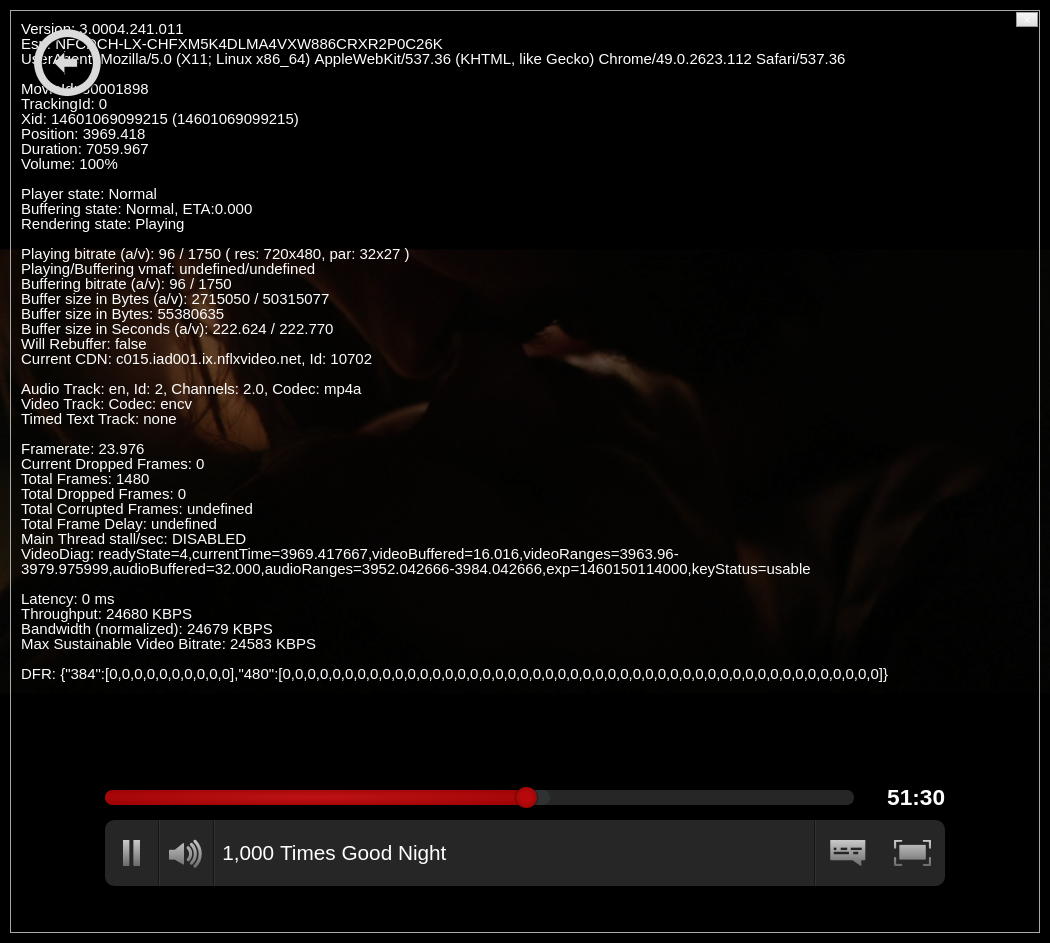 Version: 3.0004.241.011
Esn: NFCDCH-LX-CHFXM5K4DLMA4VXW886CRXR2P0C26K
UserAgent: Mozilla/5.0 (X11; Linux x86_64) AppleWebKit/537.36 (KHTML, like Gecko) Chrome/49.0.2623.112 Safari/537.36
MovieId: 80001898
TrackingId: 0
Xid: 14601069099215 (14601069099215)
Position: 3969.418
Duration: 7059.967
Volume: 100%
Player state: Normal
Buffering state: Normal, ETA:0.000
Rendering state: Playing
Playing bitrate (a/v): 96 / 1750 ( res: 720x480, par: 32x27 )
Playing/Buffering vmaf: undefined/undefined
Buffering bitrate (a/v): 96 / 1750
Buffer size in Bytes (a/v): 2715050 / 50315077
Buffer size in Bytes: 55380635
Buffer size in Seconds (a/v): 222.624 / 222.770
Will Rebuffer: false
Current CDN: c015.iad001.ix.nflxvideo.net, Id: 10702
Audio Track: en, Id: 2, Channels: 2.0, Codec: mp4a
Video Track: Codec: encv
Timed Text Track: none
Framerate: 23.976
Current Dropped Frames: 0
Total Frames: 1480
Total Dropped Frames: 0
Total Corrupted Frames: undefined
Total Frame Delay: undefined
Main Thread stall/sec: DISABLED
VideoDiag: readyState=4,currentTime=3969.417667,videoBuffered=16.016,videoRanges=3963.96-
3979.975999,audioBuffered=32.000,audioRanges=3952.042666-3984.042666,exp=1460150114000,keyStatus=usable
Latency: 0 ms
Throughput: 24680 KBPS
Bandwidth (normalized): 24679 KBPS
Max Sustainable Video Bitrate: 24583 KBPS
DFR: {"384":[0,0,0,0,0,0,0,0,0,0],"480":[0,0,0,0,0,0,0,0,0,0,0,0,0,0,0,0,0,0,0,0,0,0,0,0,0,0,0,0,0,0,0,0,0,0,0,0,0,0,0,0,0,0,0,0,0,0,0,0]}
51:30
1,000 Times Good Night